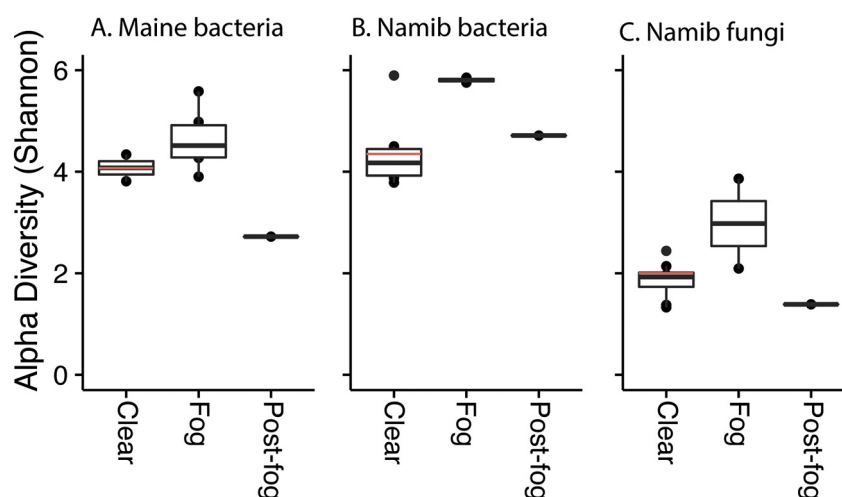 A. Maine bacteria
B. Namib bacteria
C. Namib fungi
Alpha Diversity (Shannon)
6
4
2
0
Clear
Fog
Post-fog
Clear
Fog
Post-fog
Clear
Fog
Post-fog